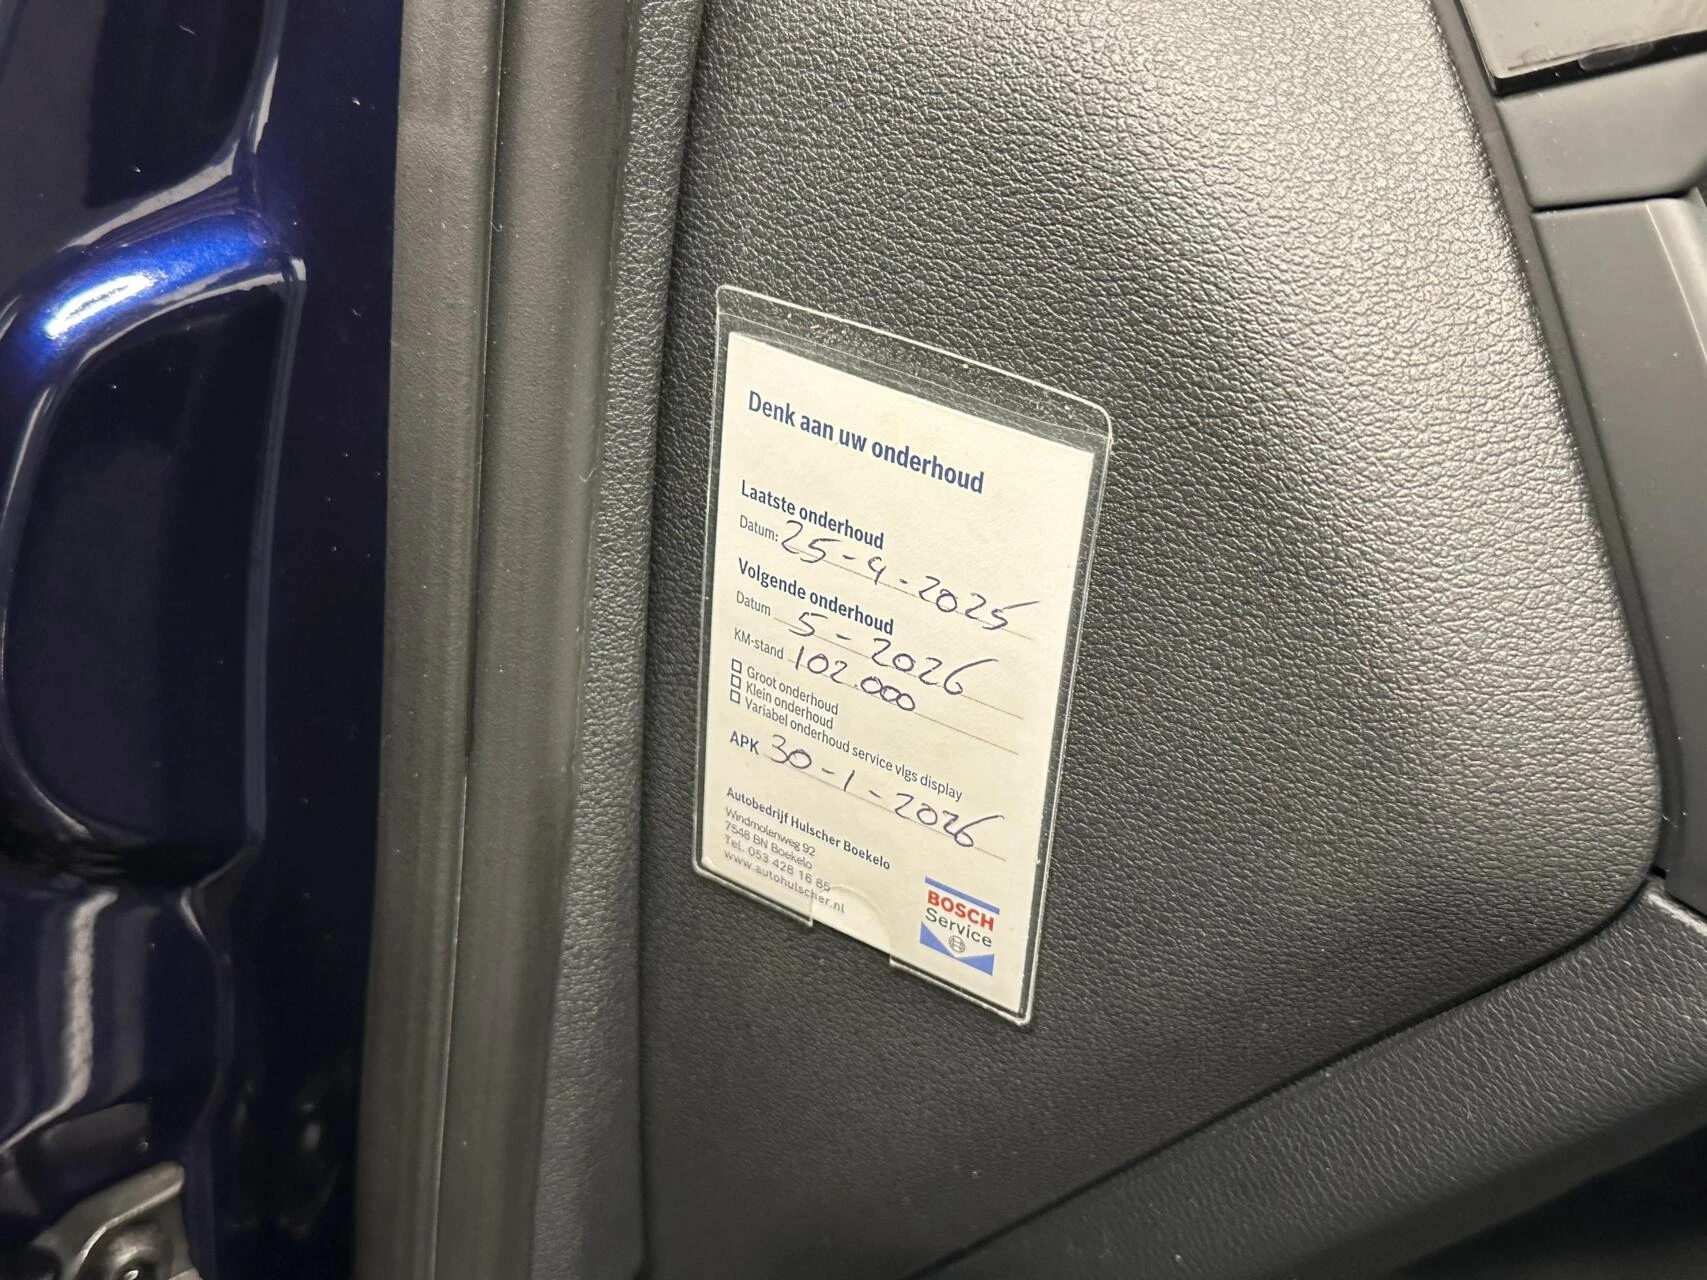 Denk aan uw onderhoud
Laatste onderhoud
Datum: 25-4-2025
Volgende onderhoud
Datum 5-2026
KM-stand 102.000
Groot onderhoud
Klein onderhoud
Variabel onderhoud service vlgs display
APK 30-1-2026
Autobedrijf Hulscher Boekelo
Windmolenweg 92
7548 BN Boekelo
Tel. 053 428 16 85
www.autohulscher.nl
BOSCH
Service